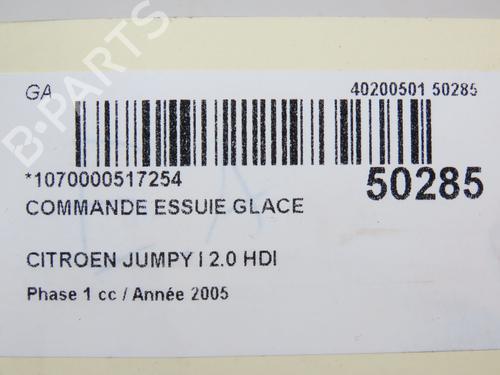 B-PARTS
GA 40200501 50285
*1070000517254 50285
COMMANDE ESSUIE GLACE
CITROEN JUMPY I 2.0 HDI
Phase 1 cc / Année 2005